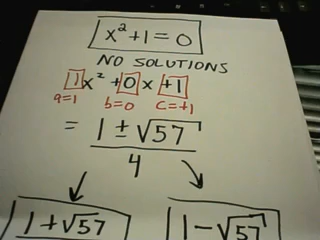 x² + 1 = 0
NO SOLUTIONS
1x² + 0x + 1
a=1 b=0 c=+1
= (1 ± √57) / 4
1 + √57 1 - √57